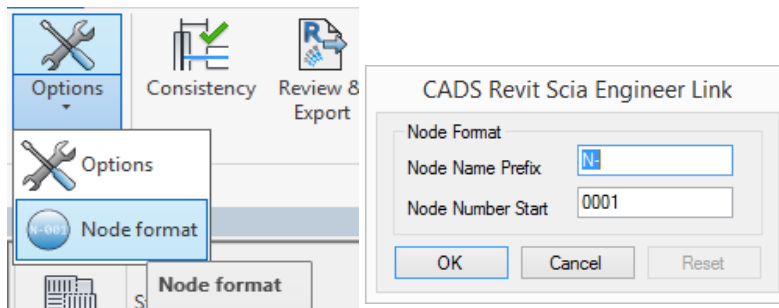 Options
Consistency
Review &
Export
Options
N-001
Node format
Node format
S
CADS Revit Scia Engineer Link
Node Format
Node Name Prefix
N-
Node Number Start
0001
OK
Cancel
Reset